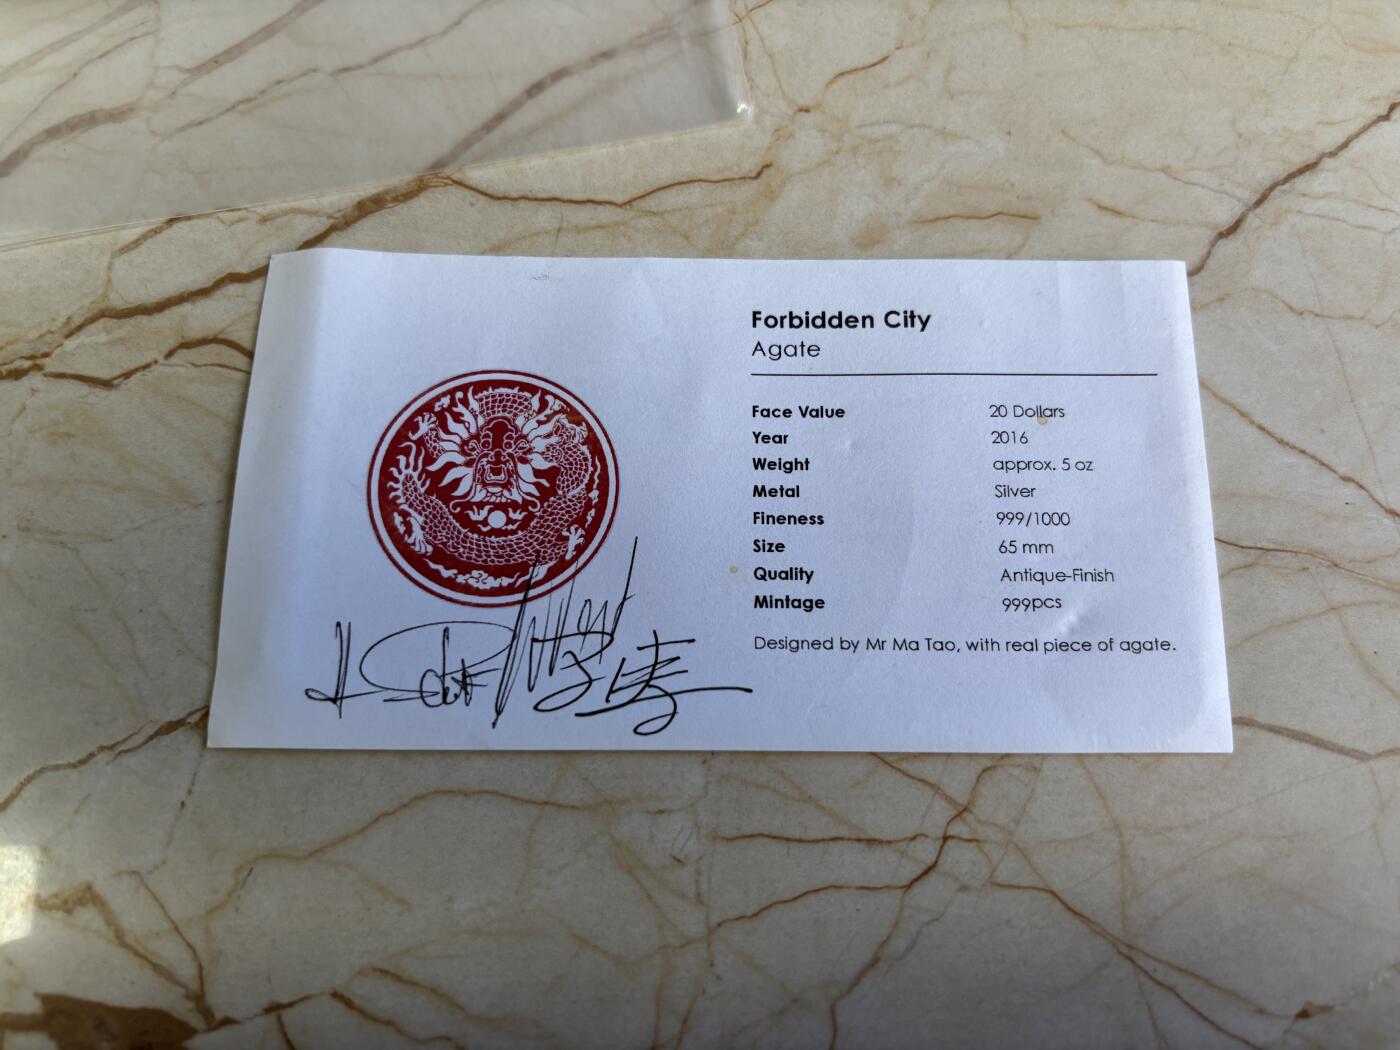 Forbidden City
Agate
Face Value 20 Dollars
Year 2016
Weight approx. 5 oz
Metal Silver
Fineness 999/1000
Size 65 mm
Quality Antique-Finish
Mintage 999pcs
Designed by Mr Ma Tao, with real piece of agate.